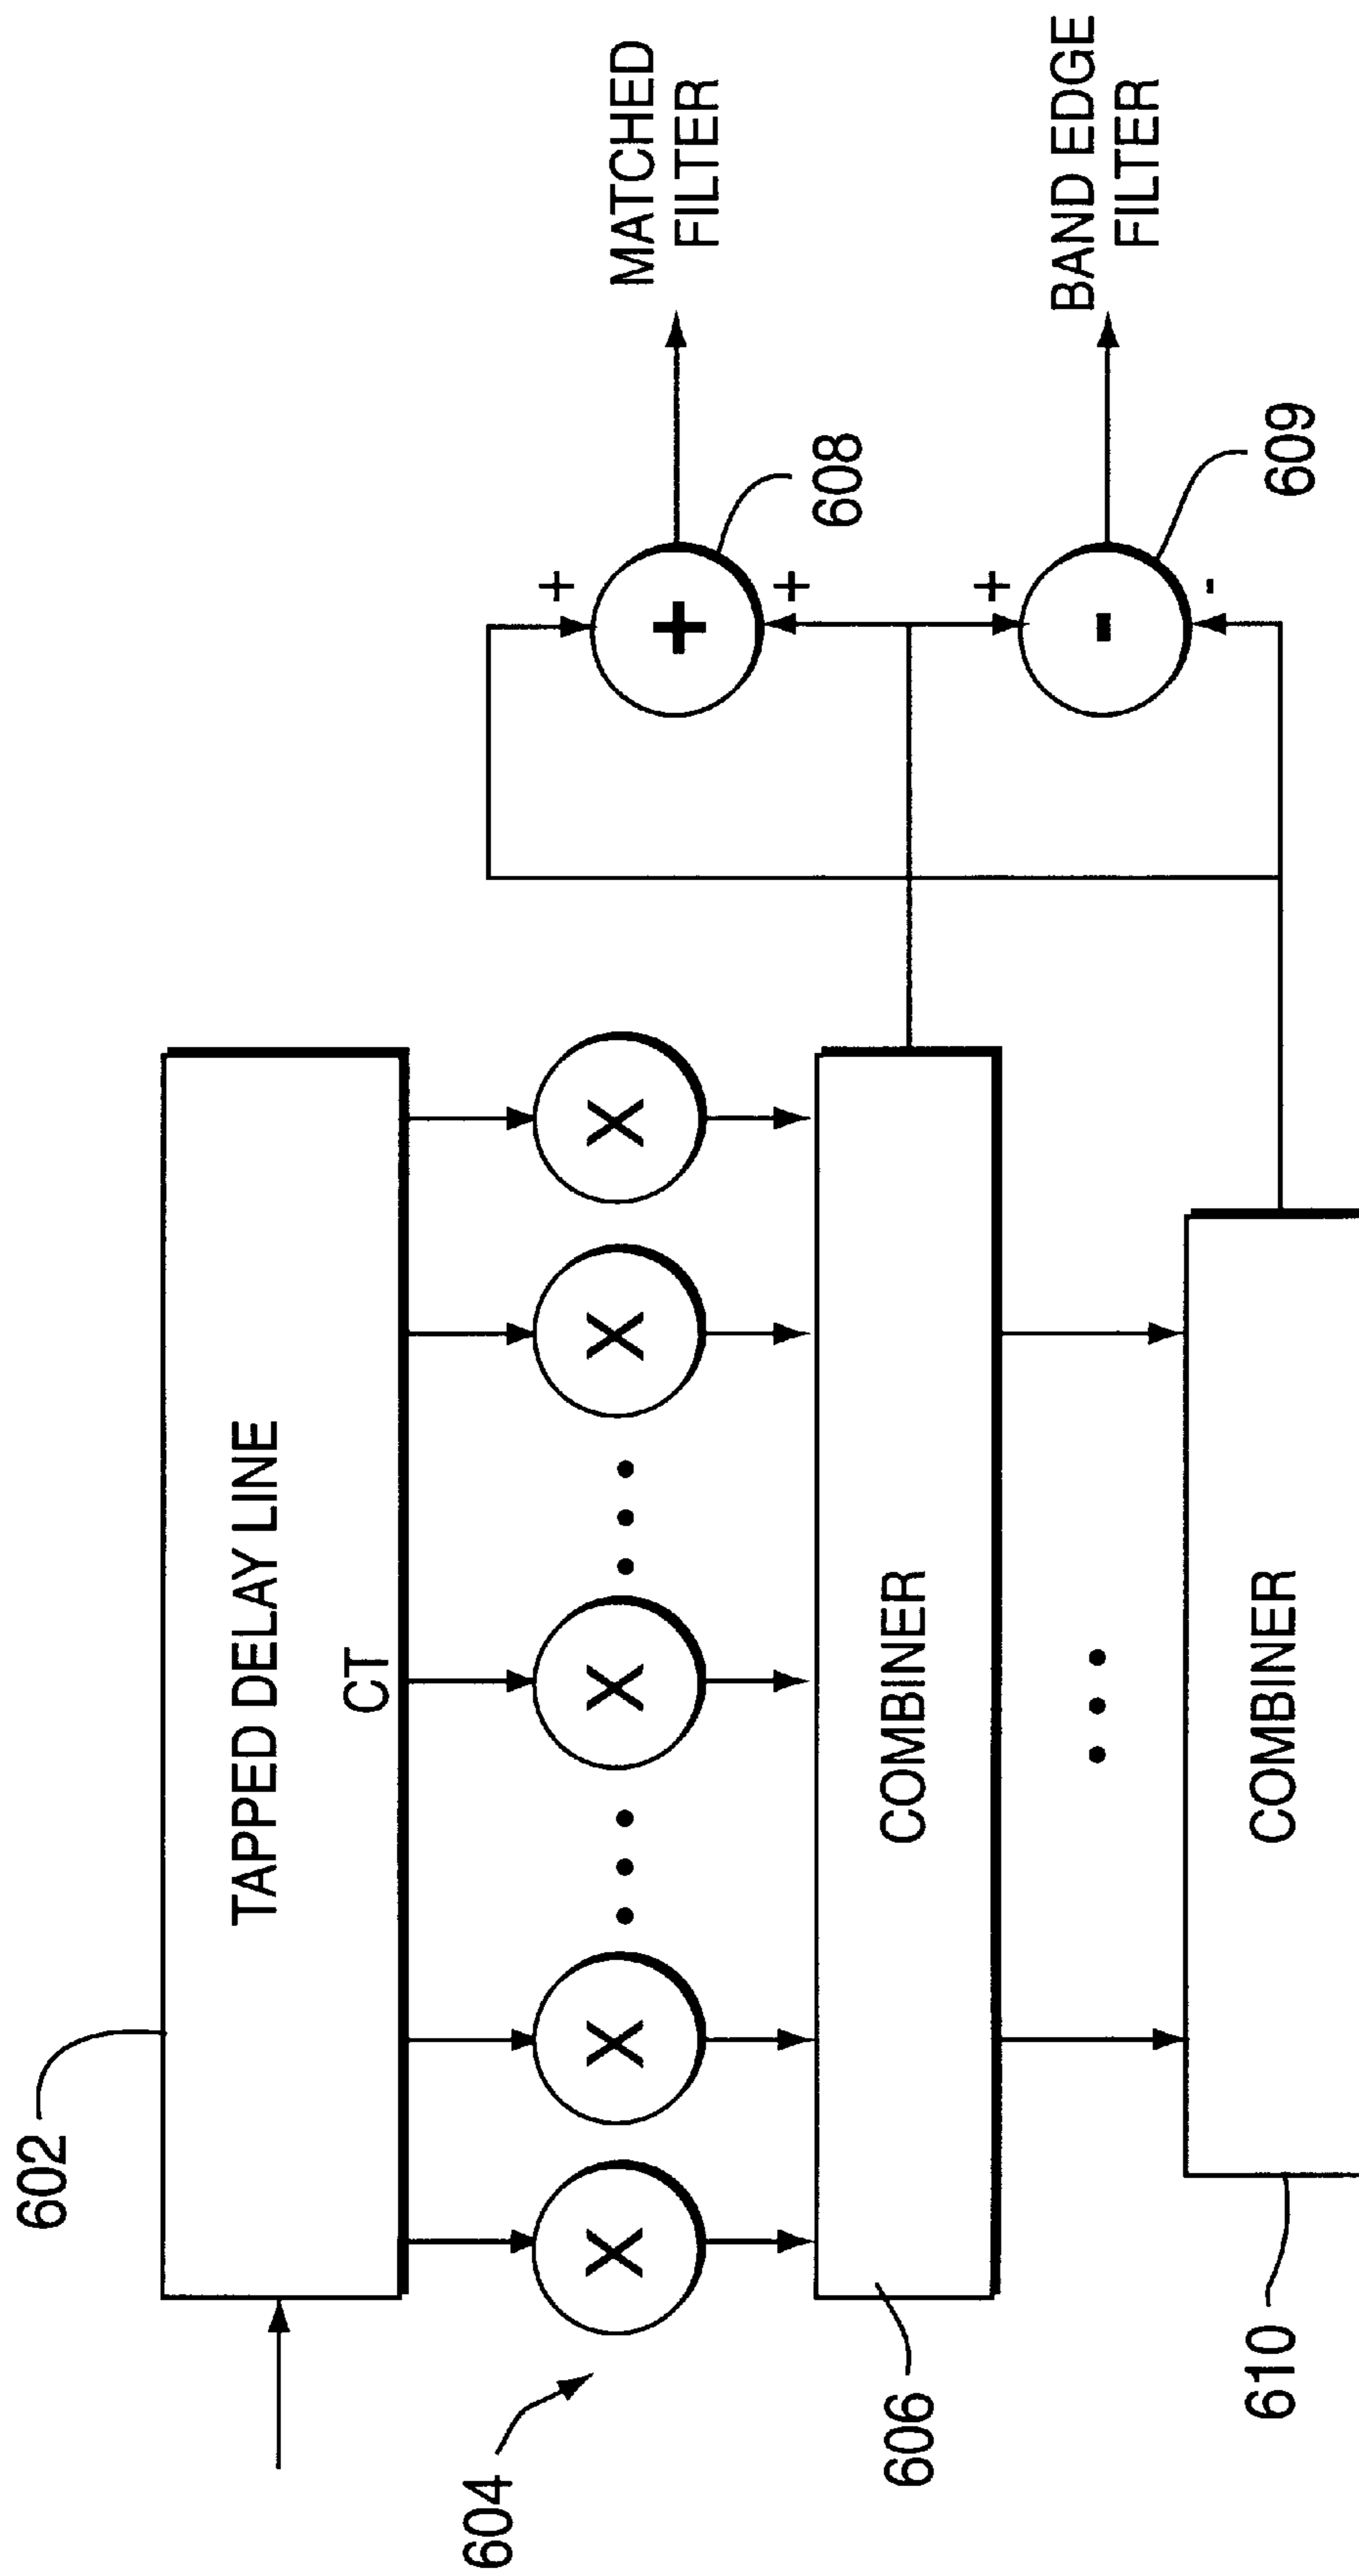 602
TAPPED DELAY LINE
CT
604
X
X
X
X
X
606
COMBINER
610
COMBINER
+
+
+
608
MATCHED
FILTER
+
-
-
609
BAND EDGE
FILTER